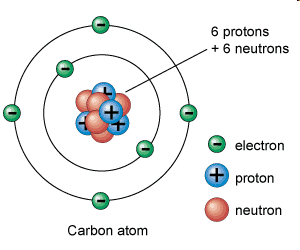 6 protons
+ 6 neutrons
electron
proton
neutron
Carbon atom